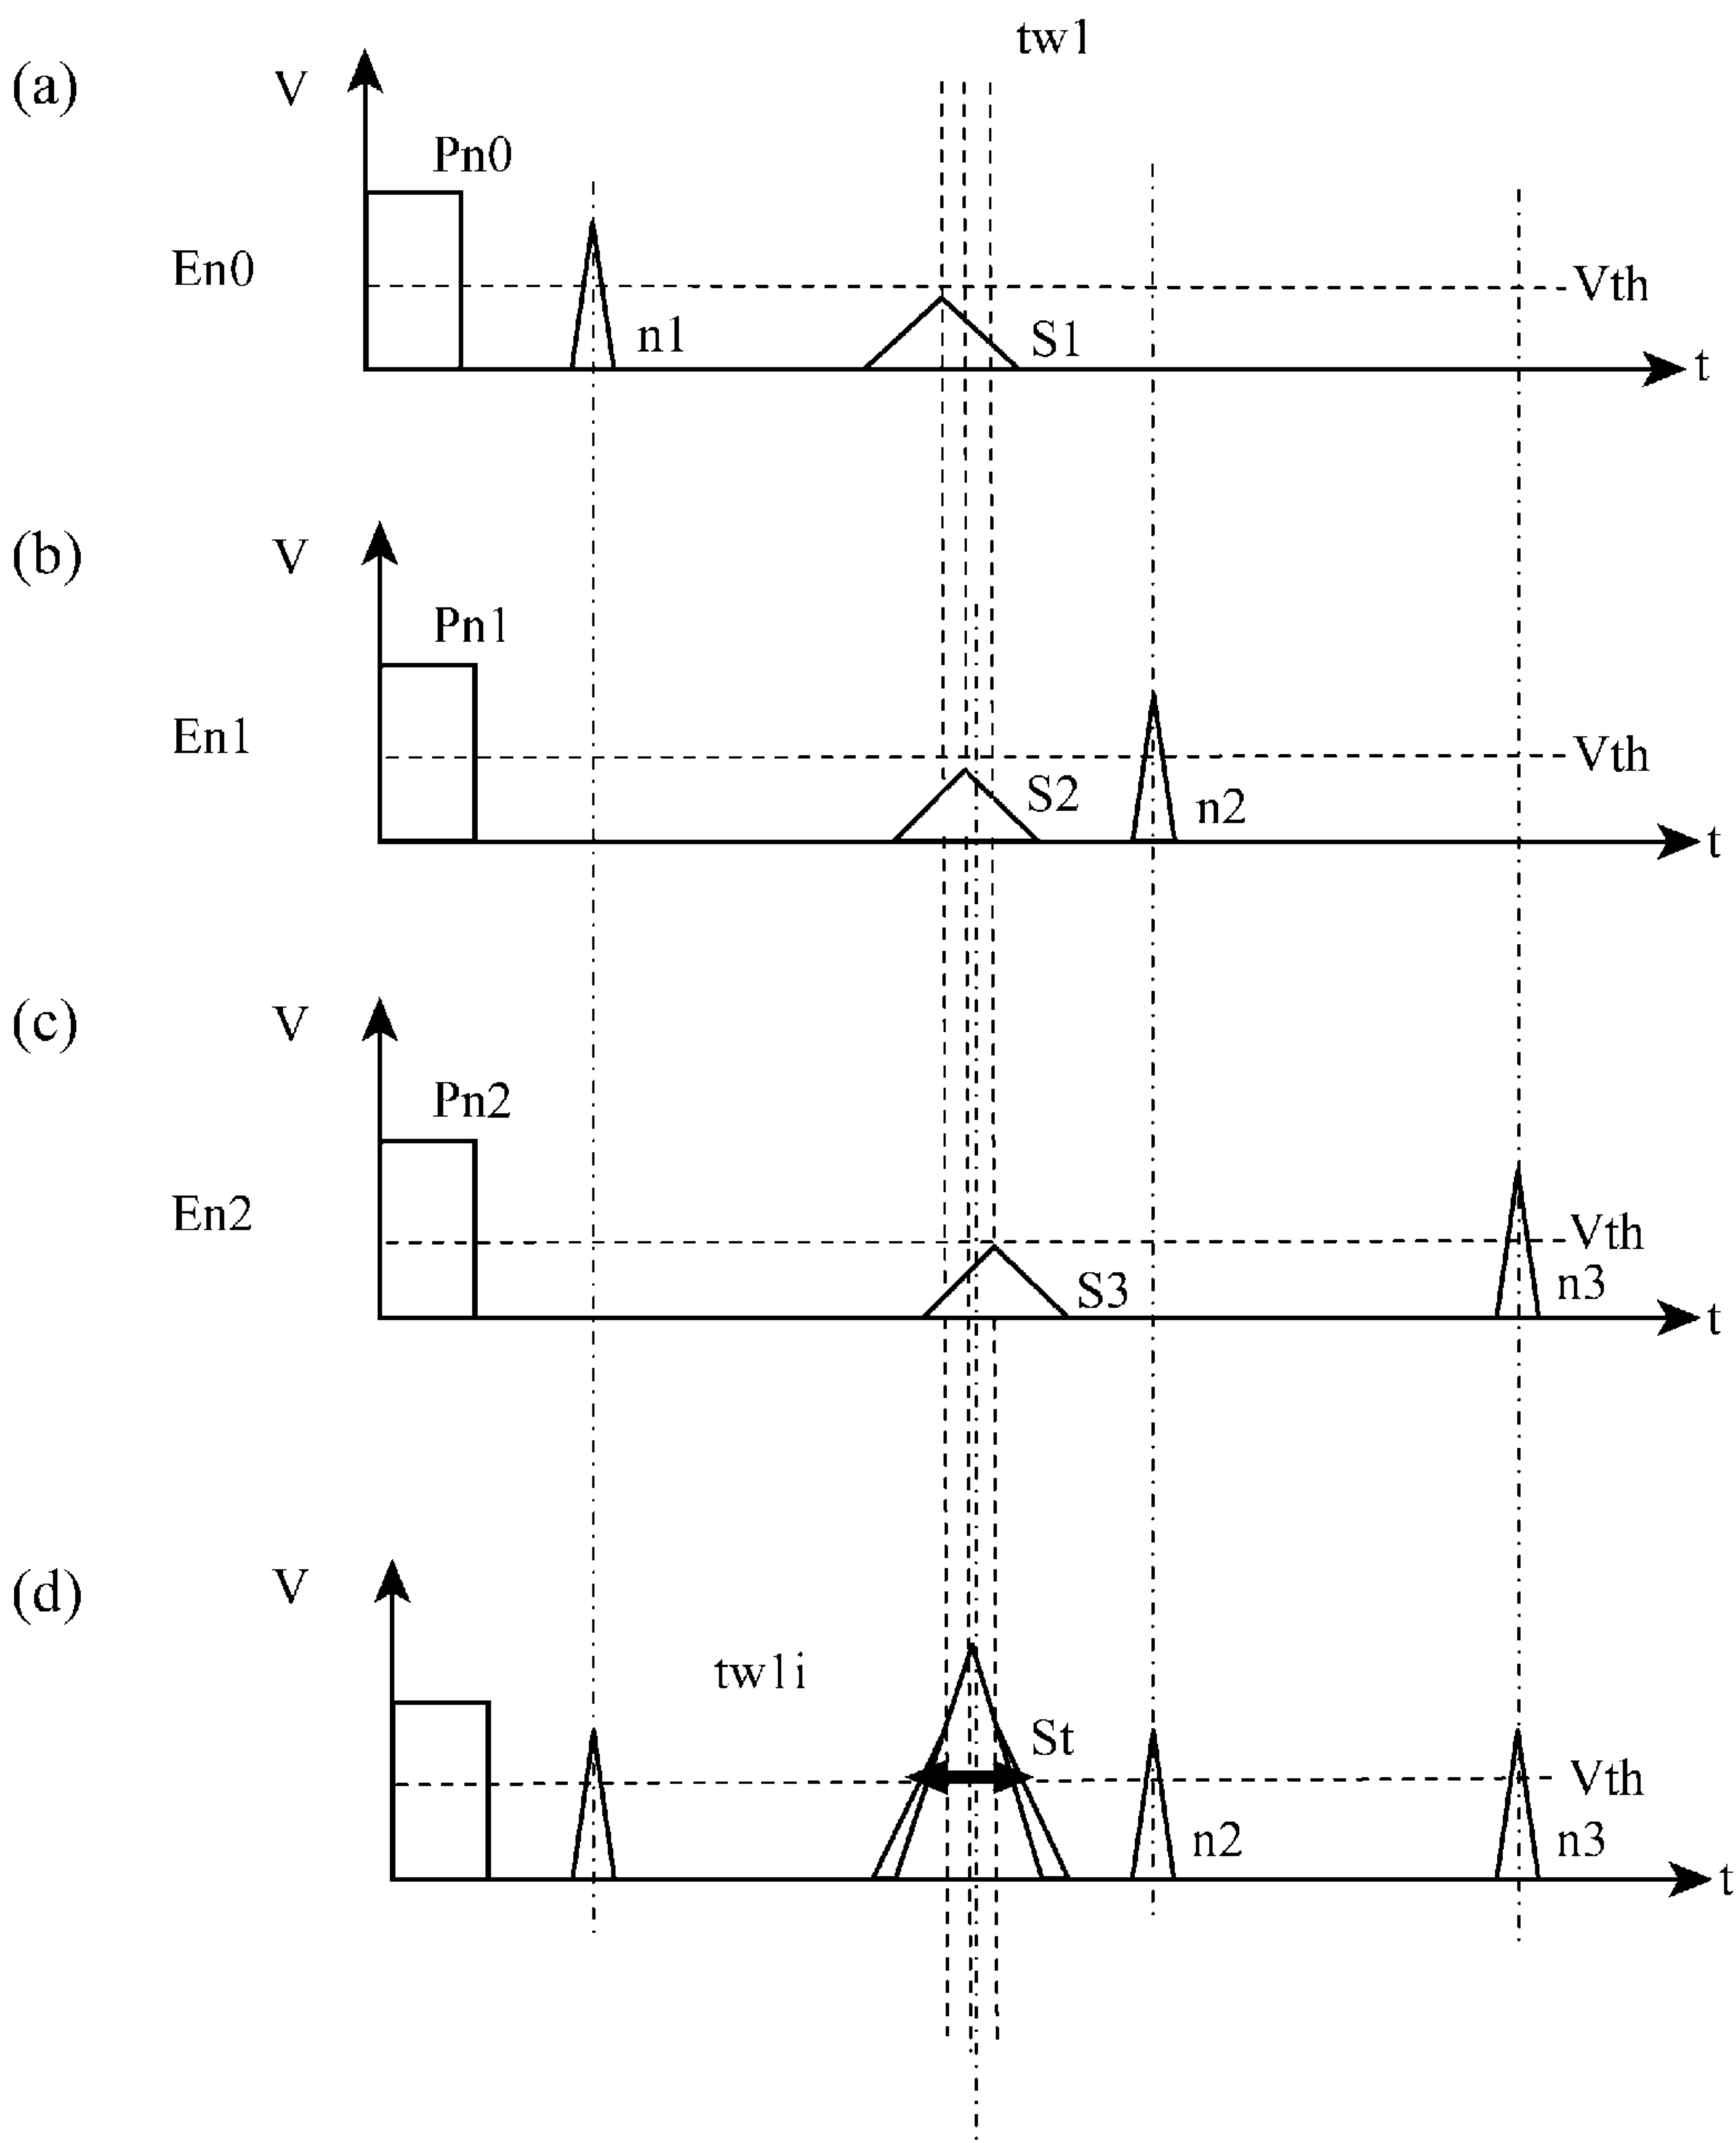 tw1
(a)
V
Pn0
En0
Vth
n1
S1
t
(b)
V
Pn1
En1
Vth
S2
n2
t
(c)
V
Pn2
En2
Vth
S3
n3
t
(d)
V
tw1i
St
Vth
n2
n3
t